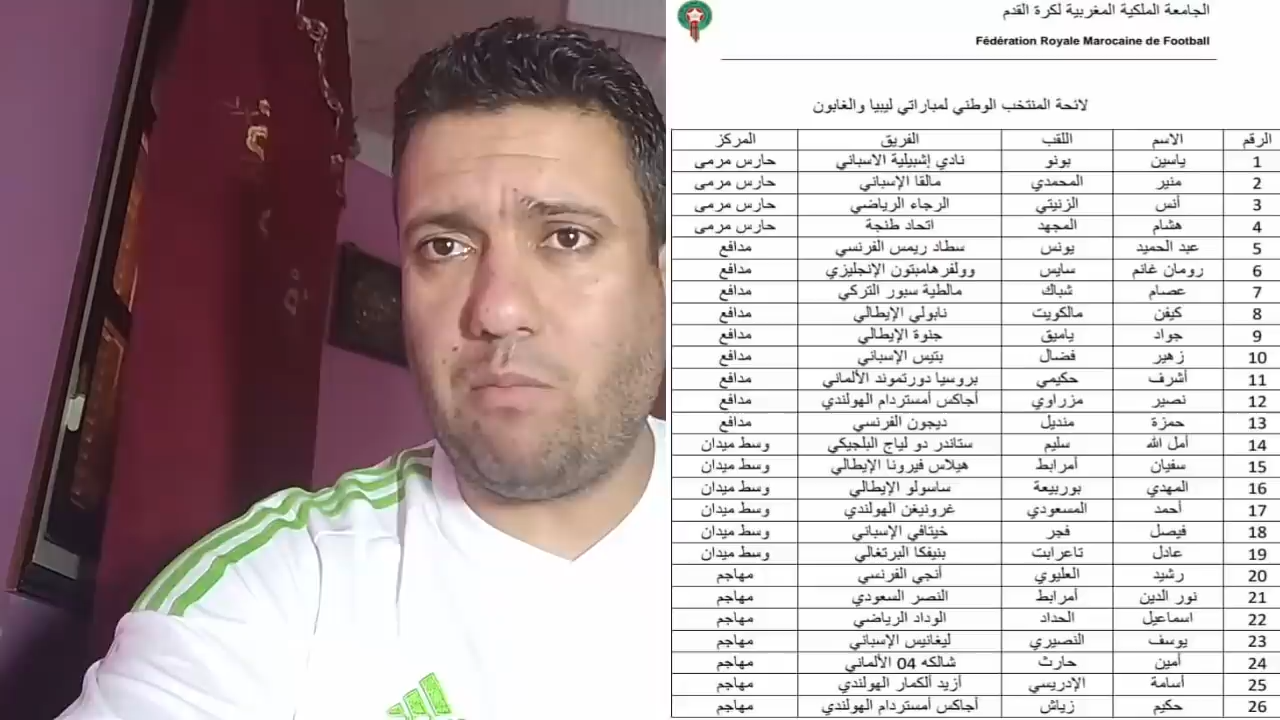 الجامعة الملكية المغربية لكرة القدم
Fédération Royale Marocaine de Football
لائحة المنتخب الوطني لمباراتي ليبيا والغابون
الرقم الاسم اللقب الفريق المركز
1 ياسين بونو نادي إشبيلية الاسباني حارس مرمى
2 منير المحمدي مالقا الإسباني حارس مرمى
3 أنس الزنيتي الرجاء الرياضي حارس مرمى
4 هشام المجهد اتحاد طنجة حارس مرمى
5 عبد الحميد يونس سطاد ريمس الفرنسي مدافع
6 رومان غانم سايس وولفرهامبتون الإنجليزي مدافع
7 عصام شباك مالطية سبور التركي مدافع
8 كيفن مالكويت نابولي الإيطالي مدافع
9 جواد ياميق جنوة الإيطالي مدافع
10 زهير فضال بتيس الإسباني مدافع
11 أشرف حكيمي بروسيا دورتموند الألماني مدافع
12 نصير مزراوي أجاكس أمستردام الهولندي مدافع
13 حمزة منديل ديجون الفرنسي مدافع
14 أمل الله سليم ستاندر دو لياج البلجيكي وسط ميدان
15 سفيان أمرابط هيلاس فيرونا الإيطالي وسط ميدان
16 المهدي بوربيعة ساسولو الإيطالي وسط ميدان
17 أحمد المسعودي غرونيغن الهولندي وسط ميدان
18 فيصل فجر خيتافي الإسباني وسط ميدان
19 عادل تاعرابت بنيفكا البرتغالي وسط ميدان
20 رشيد العليوي أنجي الفرنسي مهاجم
21 نور الدين أمرابط النصر السعودي مهاجم
22 اسماعيل الحداد الوداد الرياضي مهاجم
23 يوسف النصيري ليغانيس الإسباني مهاجم
24 أمين حارث شالكه 04 الألماني مهاجم
25 أسامة الإدريسي أزيد ألكمار الهولندي مهاجم
26 حكيم زياش أجاكس أمستردام الهولندي مهاجم